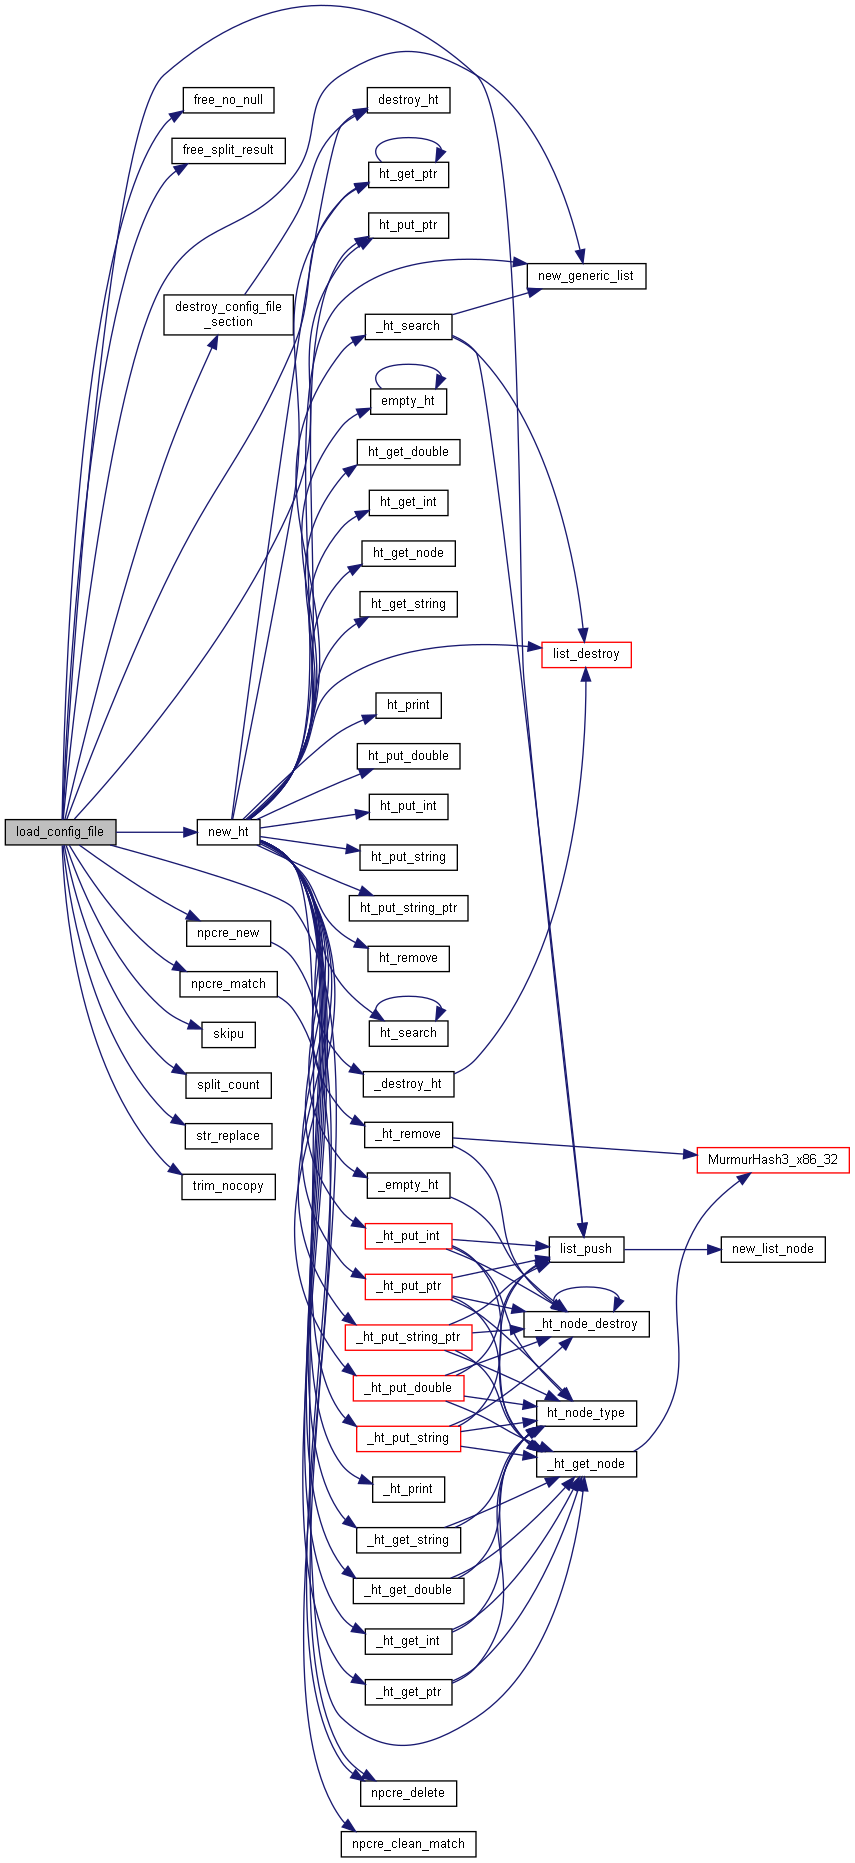 free_no_null
destroy_ht
free_split_result
ht_get_ptr
ht_put_ptr
new_generic_list
destroy_config_file
_section
_ht_search
empty_ht
ht_get_double
ht_get_int
ht_get_node
ht_get_string
list_destroy
ht_print
ht_put_double
ht_put_int
load_config_file
new_ht
ht_put_string
ht_put_string_ptr
npcre_new
ht_remove
npcre_match
skipu
ht_search
split_count
_destroy_ht
str_replace
_ht_remove
MurmurHash3_x86_32
trim_nocopy
_empty_ht
_ht_put_int
list_push
new_list_node
_ht_put_ptr
_ht_node_destroy
_ht_put_string_ptr
_ht_put_double
ht_node_type
_ht_put_string
_ht_get_node
_ht_print
_ht_get_string
_ht_get_double
_ht_get_int
_ht_get_ptr
npcre_delete
npcre_clean_match